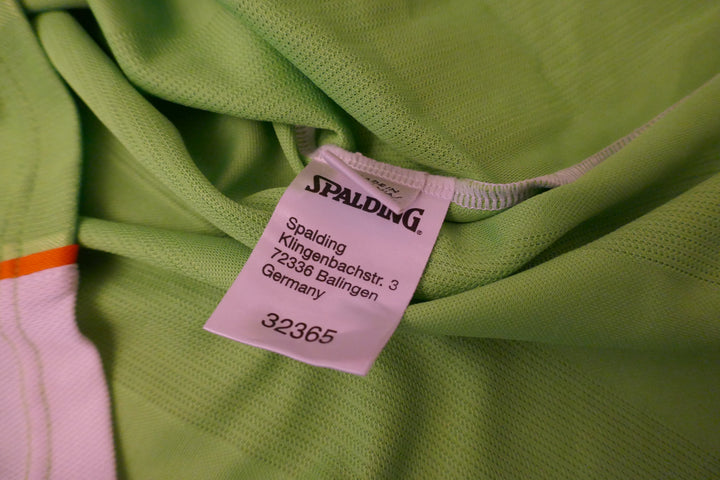 SPALDING®
Spalding
Klingenbachstr. 3
72336 Balingen
Germany
32365